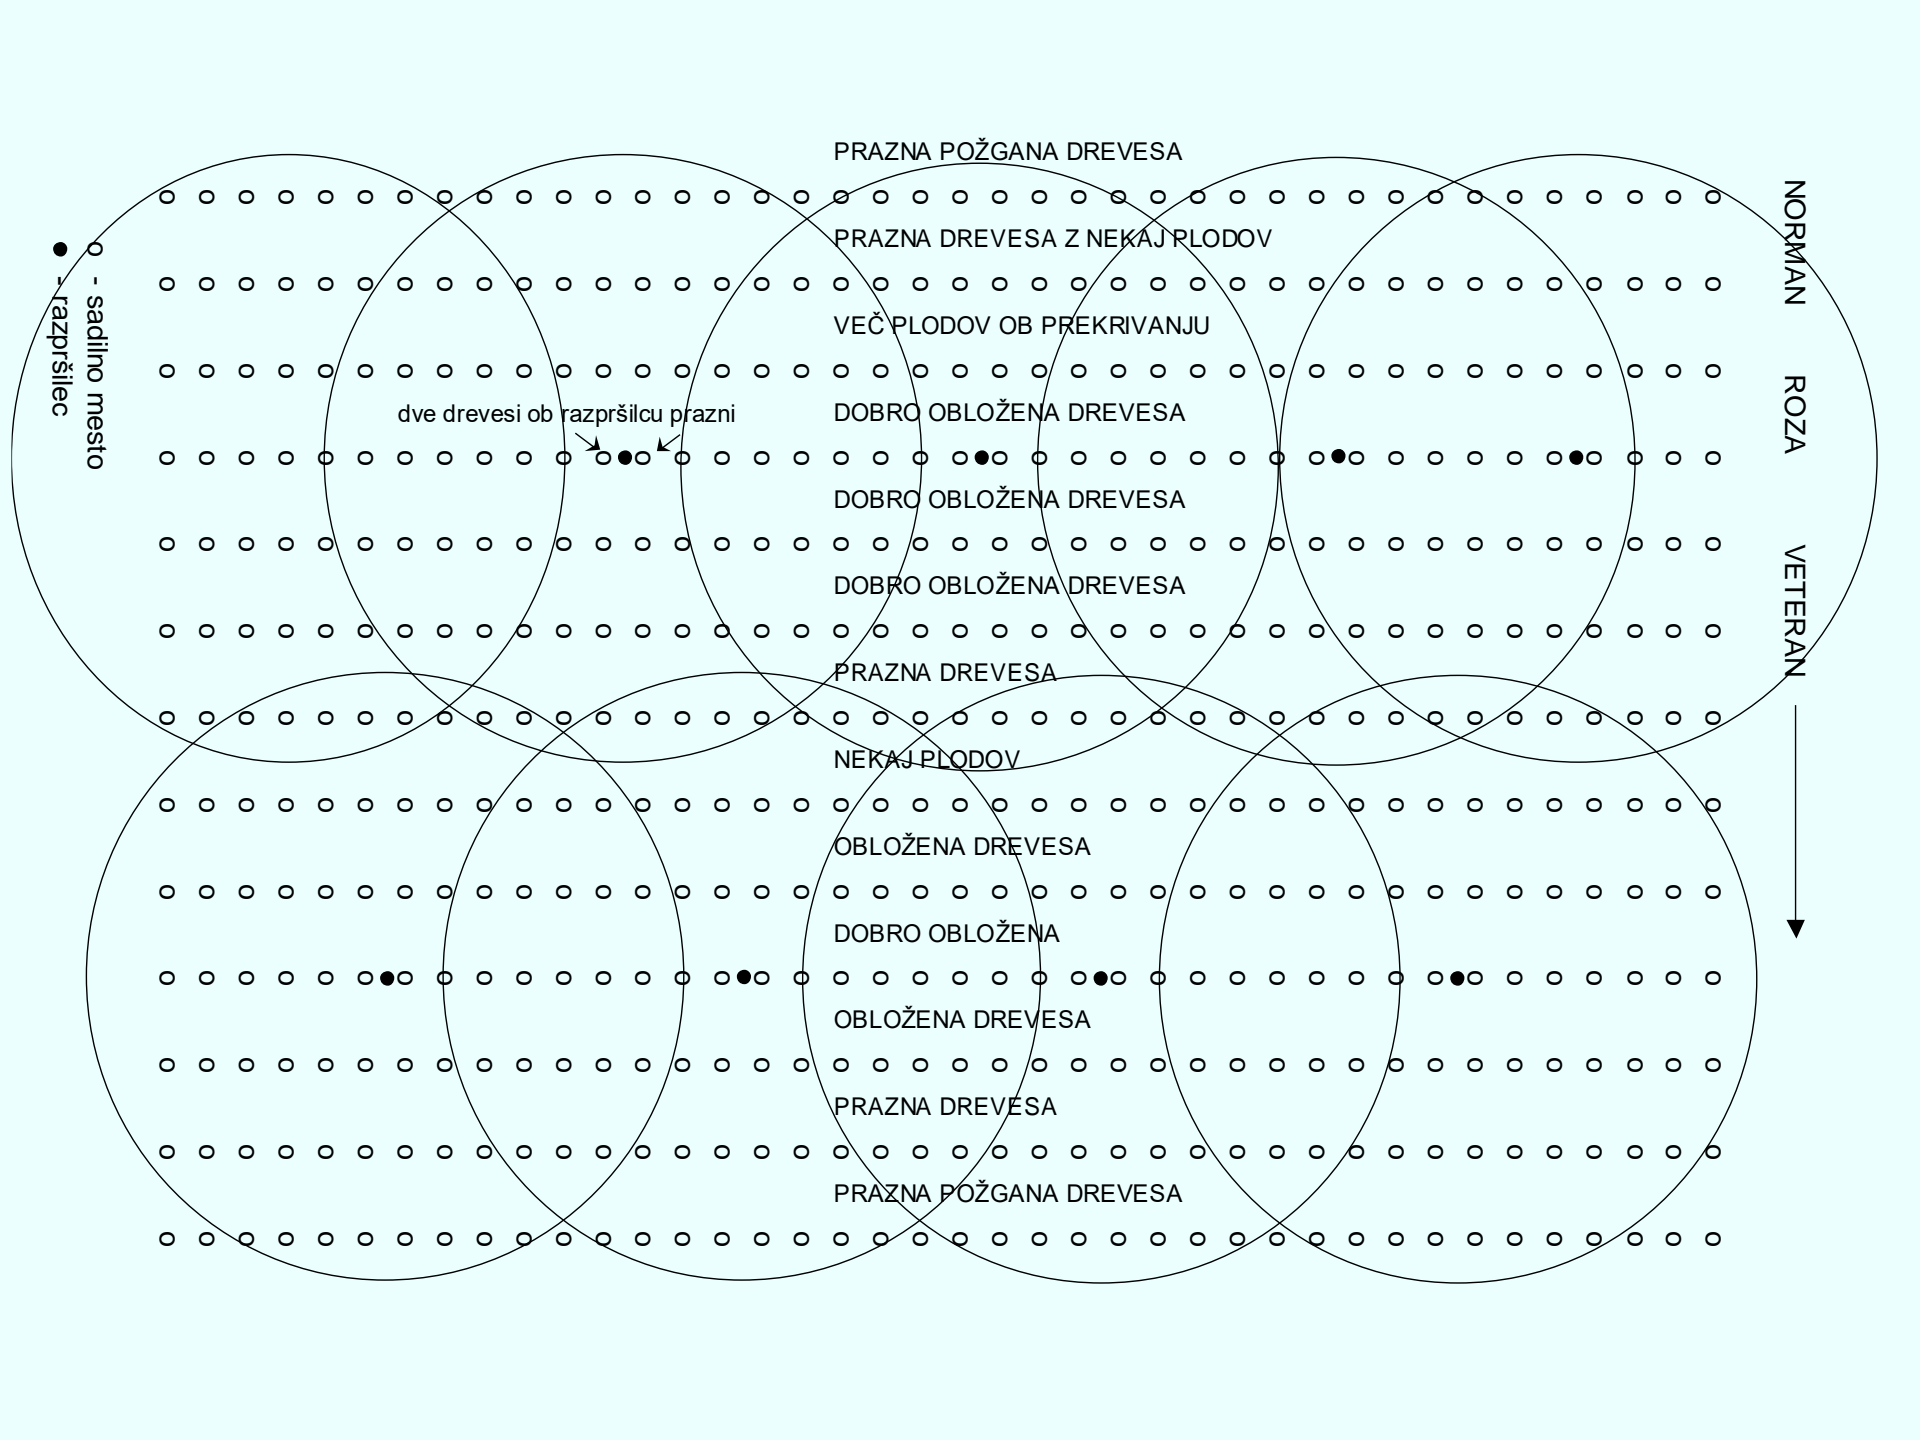 PRAZNA POŽGANA DREVESA
PRAZNA DREVESA Z NEKAJ PLODOV
VEČ PLODOV OB PREKRIVANJU
dve drevesi ob razpršilcu prazni
DOBRO OBLOŽENA DREVESA
DOBRO OBLOŽENA DREVESA
DOBRO OBLOŽENA DREVESA
PRAZNA DREVESA
NEKAJ PLODOV
OBLOŽENA DREVESA
DOBRO OBLOŽENA
OBLOŽENA DREVESA
PRAZNA DREVESA
PRAZNA POŽGANA DREVESA
o - sadilno mesto
● - razpršilec
NORMAN ROZA VETERAN